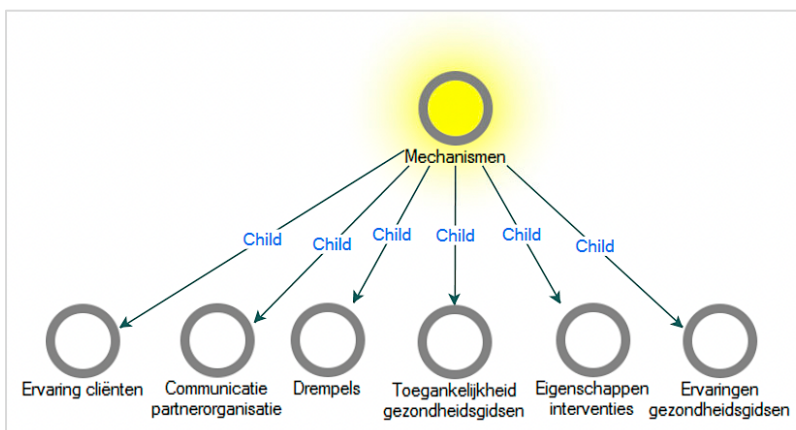 Mechanismen
Child
Child
Child
Child
Child
Child
Ervaring cliënten
Communicatie
partnerorganisatie
Drempels
Toegankelijkheid
gezondheidsgidsen
Eigenschappen
interventies
Ervaringen
gezondheidsgidsen